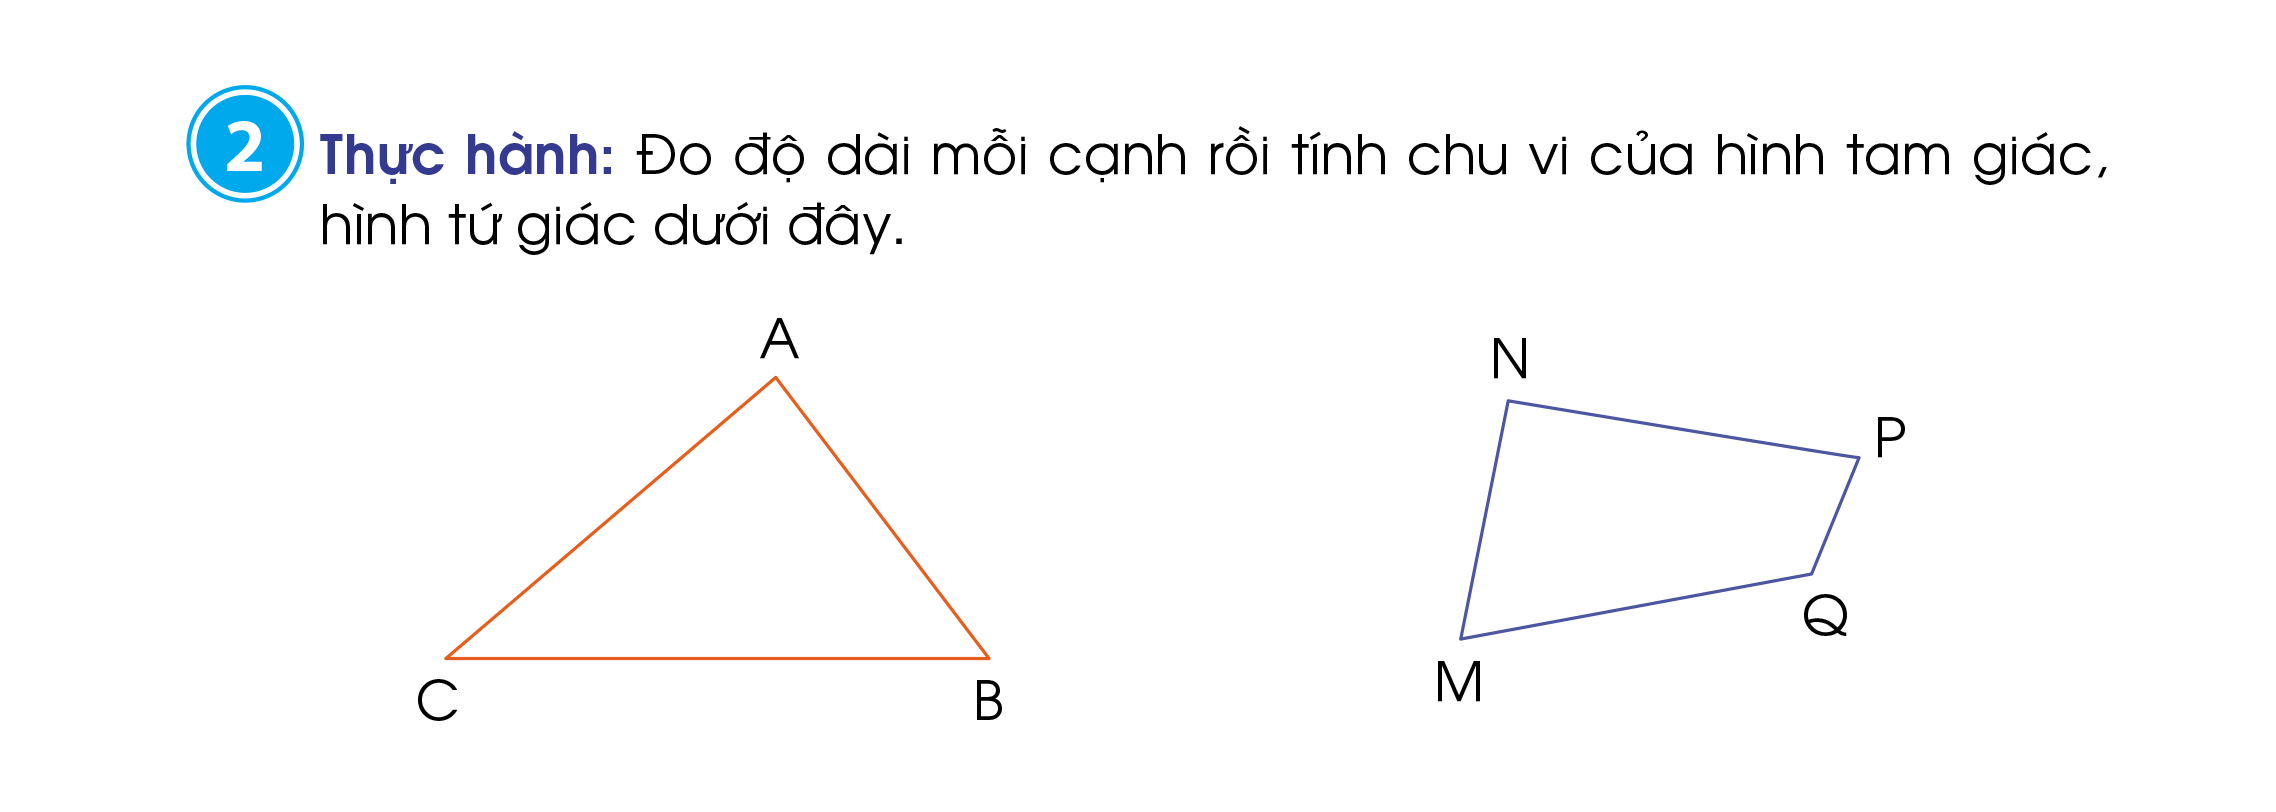 2 Thực hành: Đo độ dài mỗi cạnh rồi tính chu vi của hình tam giác,
hình tứ giác dưới đây.
A
N
P
Q
M
C B